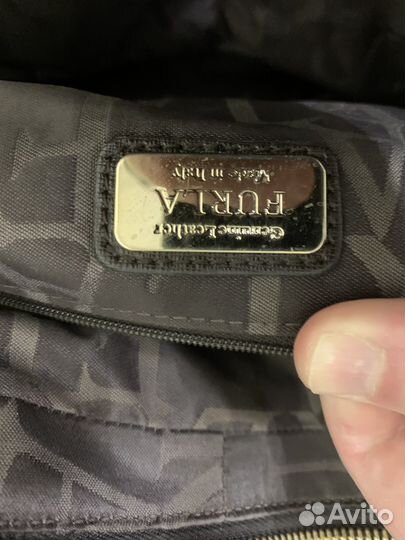 Genuine Leather
FURLA
Made in Italy
Avito